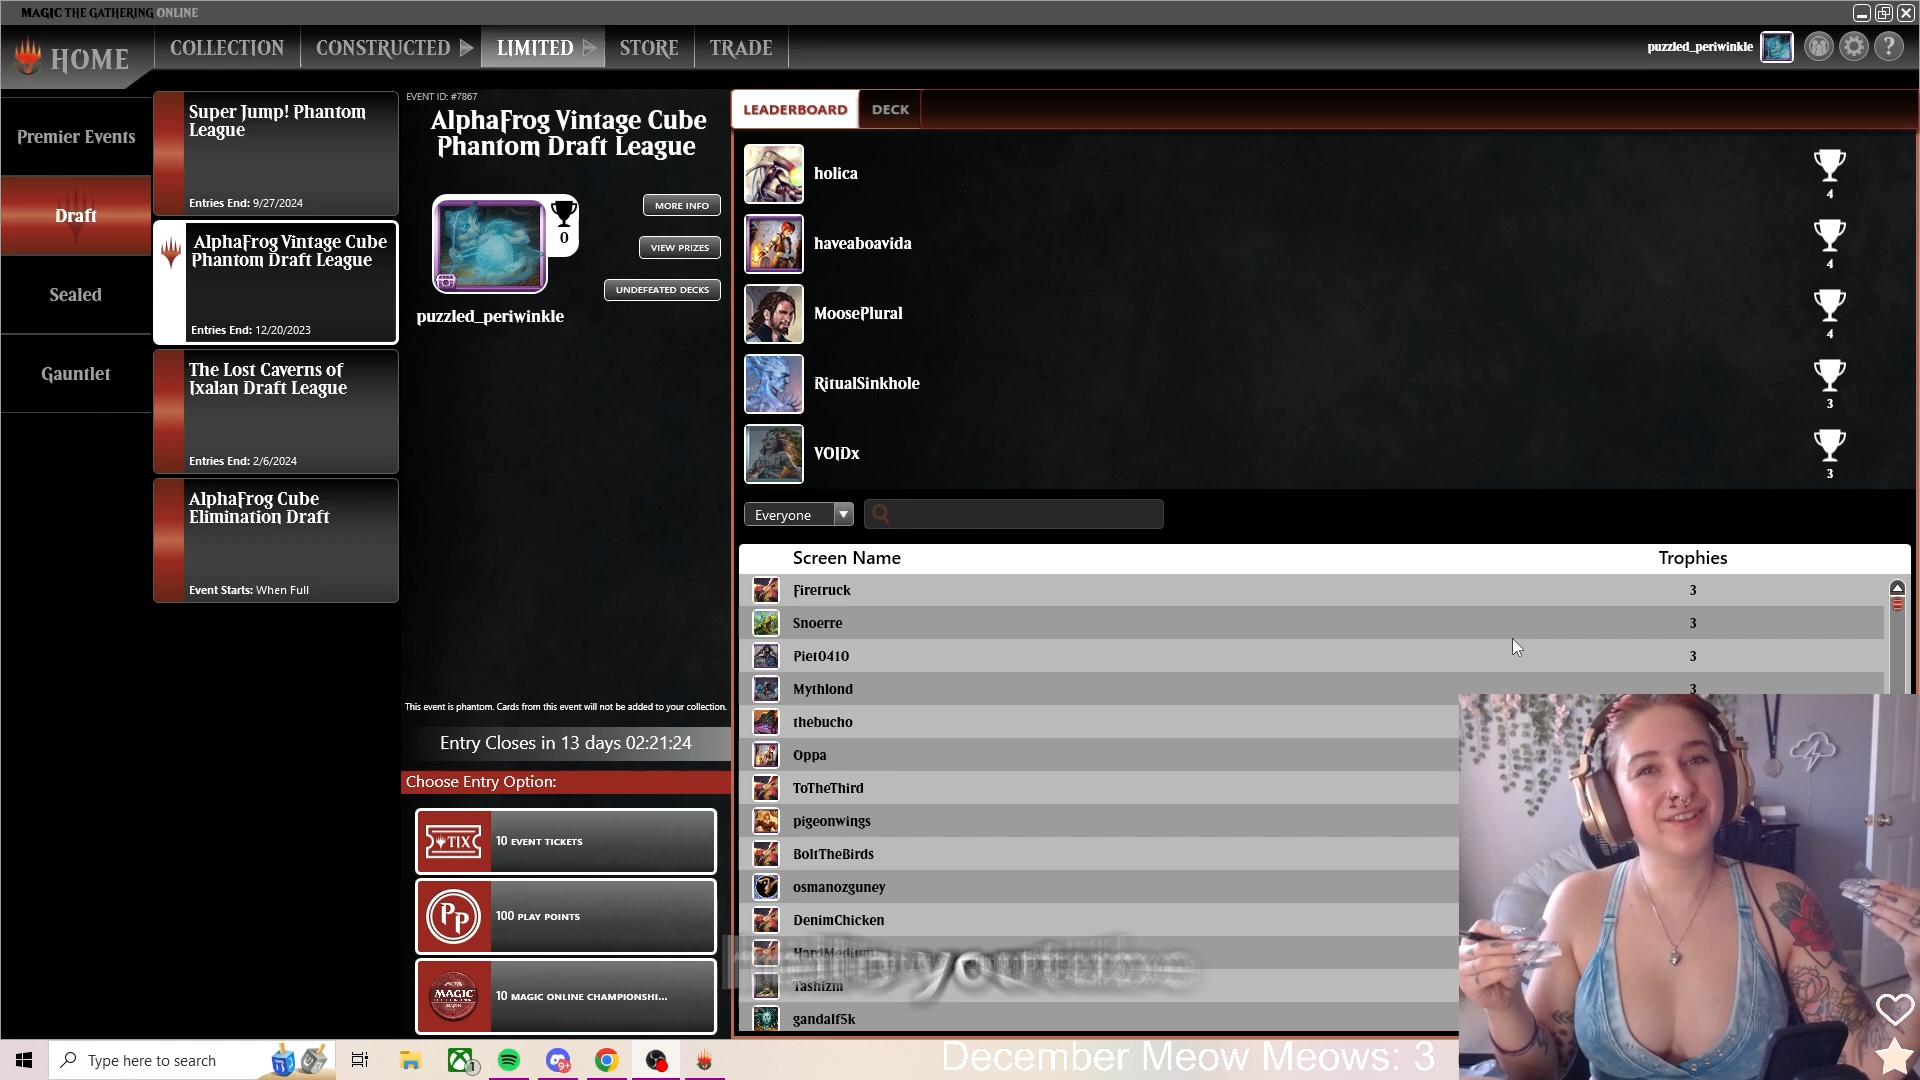 MAGIC THE GATHERING ONLINE
HOME
COLLECTION
CONSTRUCTED
LIMITED
STORE
TRADE
puzzled_periwinkle
?
Premier Events
Draft
Sealed
Gauntlet
Super Jump! Phantom
League
Entries End: 9/27/2024
AlphaFrog Vintage Cube
Phantom Draft League
Entries End: 12/20/2023
The Lost Caverns of
Ixalan Draft League
Entries End: 2/6/2024
AlphaFrog Cube
Elimination Draft
Event Starts: When Full
EVENT ID: #7867
AlphaFrog Vintage Cube
Phantom Draft League
0
MORE INFO
VIEW PRIZES
UNDEFEATED DECKS
puzzled_periwinkle
This event is phantom. Cards from this event will not be added to your collection.
Entry Closes in 13 days 02:21:24
Choose Entry Option:
TIX
10 EVENT TICKETS
PP
100 PLAY POINTS
MAGIC
10 MAGIC ONLINE CHAMPIONSHI...
LEADERBOARD
DECK
holica
4
haveaboavida
4
MoosePlural
4
RitualSinkhole
3
VOIDx
3
Everyone
Screen Name
Trophies
Firetruck
3
Snoerre
3
Piet0410
3
Mythlond
3
thebucho
Oppa
ToTheThird
pigeonwings
BoltTheBirds
osmanozguney
DenimChicken
HardMedium
Tashizm
gandalf5k
Type here to search
1
9+
December Meow Meows: 3